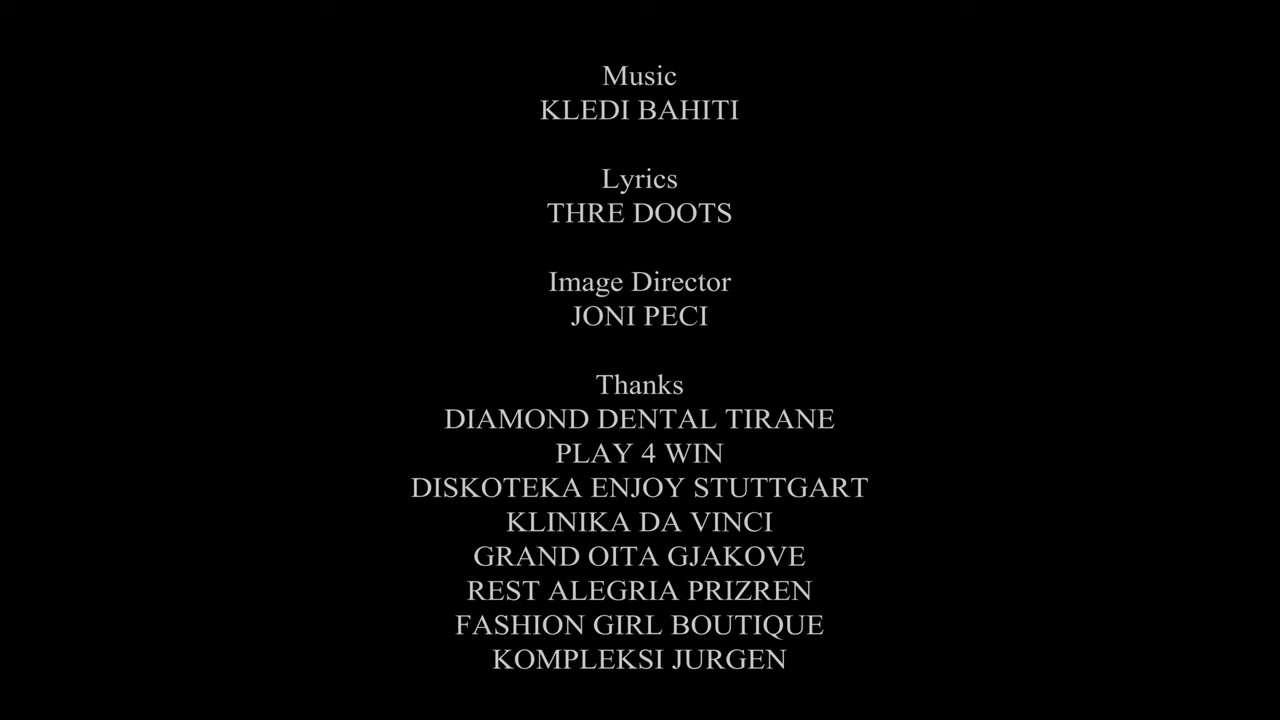 Music
KLEDI BAHITI
Lyrics
THRE DOOTS
Image Director
JONI PECI
Thanks
DIAMOND DENTAL TIRANE
PLAY 4 WIN
DISKOTEKA ENJOY STUTTGART
KLINIKA DA VINCI
GRAND OITA GJAKOVE
REST ALEGRIA PRIZREN
FASHION GIRL BOUTIQUE
KOMPLEKSI JURGEN